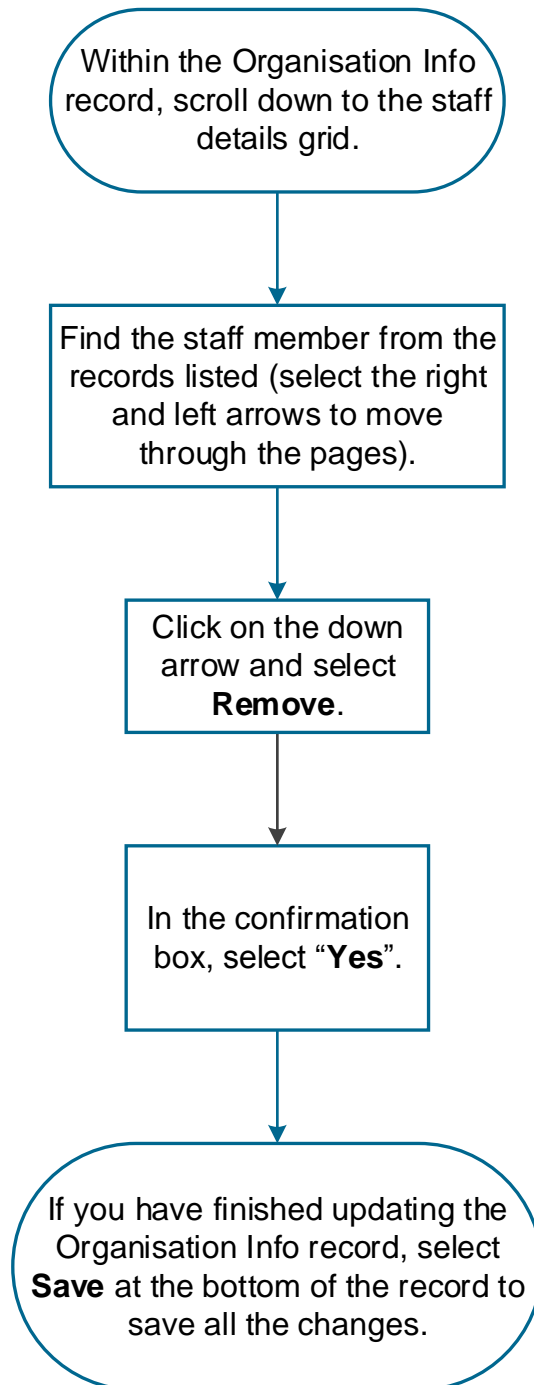 Within the Organisation Info
record, scroll down to the staff
details grid.
Find the staff member from the
records listed (select the right
and left arrows to move
through the pages).
Click on the down
arrow and select
Remove.
In the confirmation
box, select “Yes”.
If you have finished updating the
Organisation Info record, select
Save at the bottom of the record to
save all the changes.